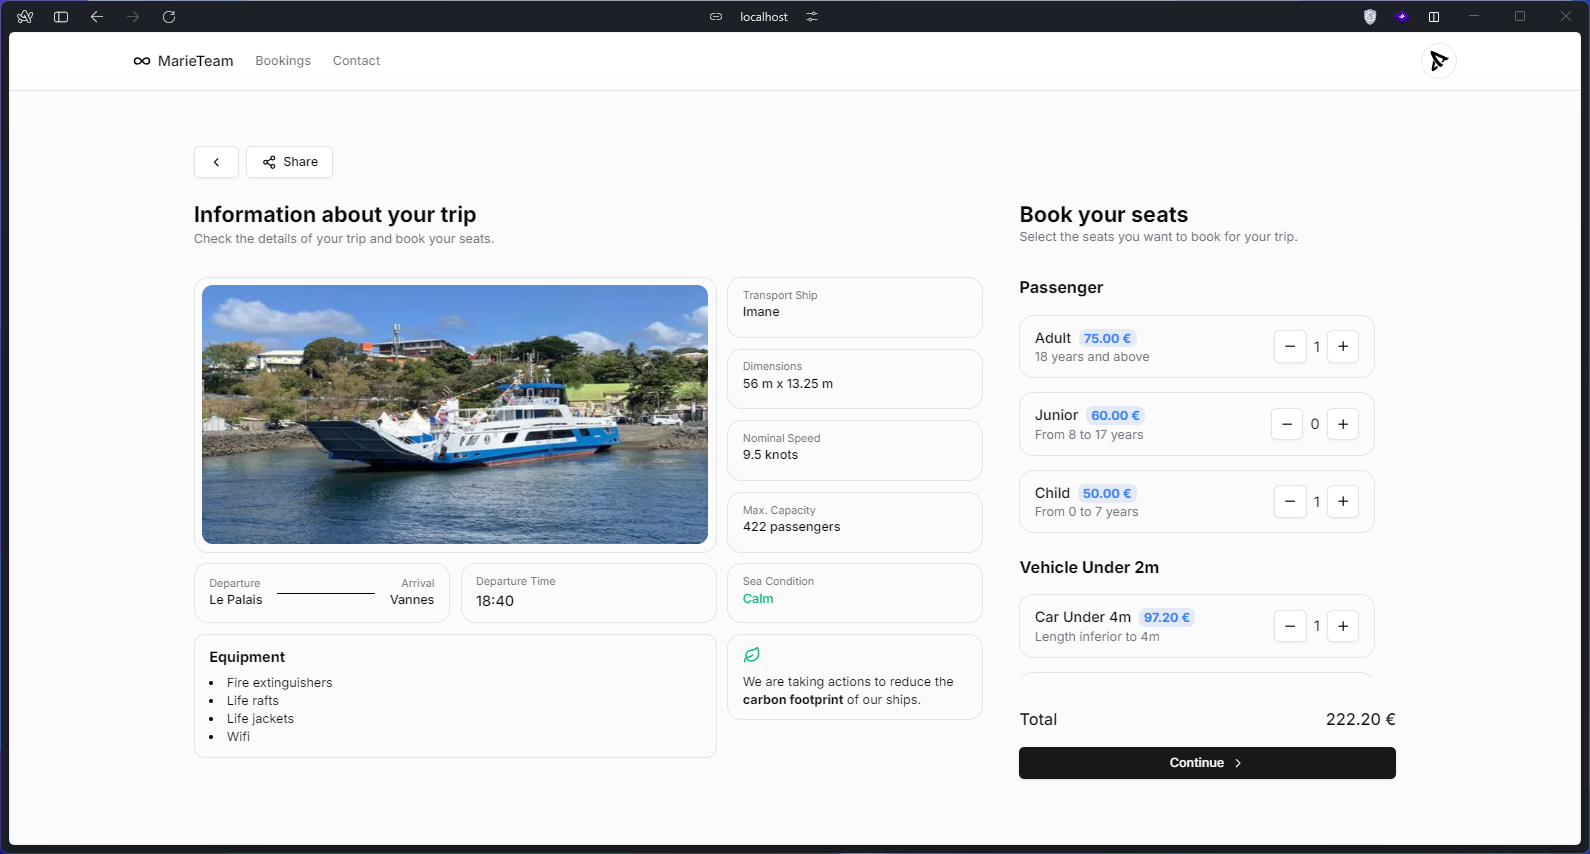 localhost
MarieTeam
Bookings
Contact
Share
Information about your trip
Check the details of your trip and book your seats.
Transport Ship
Imane
Dimensions
56 m x 13.25 m
Nominal Speed
9.5 knots
Max. Capacity
422 passengers
Departure
Le Palais
Arrival
Vannes
Departure Time
18:40
Sea Condition
Calm
Equipment
• Fire extinguishers
• Life rafts
• Life jackets
• Wifi
We are taking actions to reduce the
carbon footprint of our ships.
Book your seats
Select the seats you want to book for your trip.
Passenger
Adult 75.00 €
18 years and above
− 1 +
Junior 60.00 €
From 8 to 17 years
− 0 +
Child 50.00 €
From 0 to 7 years
− 1 +
Vehicle Under 2m
Car Under 4m 97.20 €
Length inferior to 4m
− 1 +
Total 222.20 €
Continue